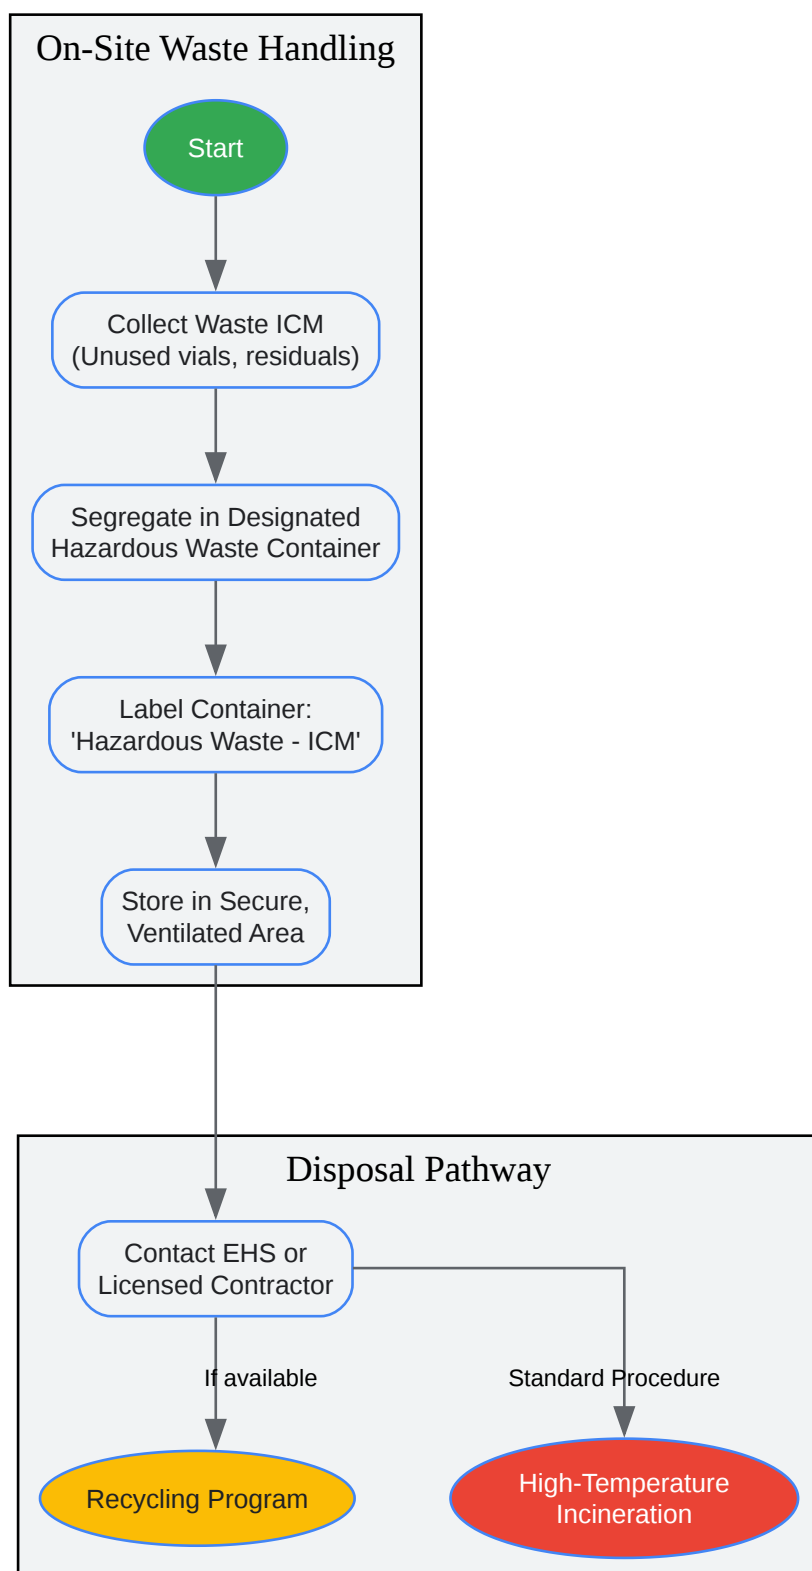 On-Site Waste Handling
Start
Collect Waste ICM
(Unused vials, residuals)
Segregate in Designated
Hazardous Waste Container
Label Container:
'Hazardous Waste - ICM'
Store in Secure,
Ventilated Area
Disposal Pathway
Contact EHS or
Licensed Contractor
If available
Standard Procedure
Recycling Program
High-Temperature
Incineration